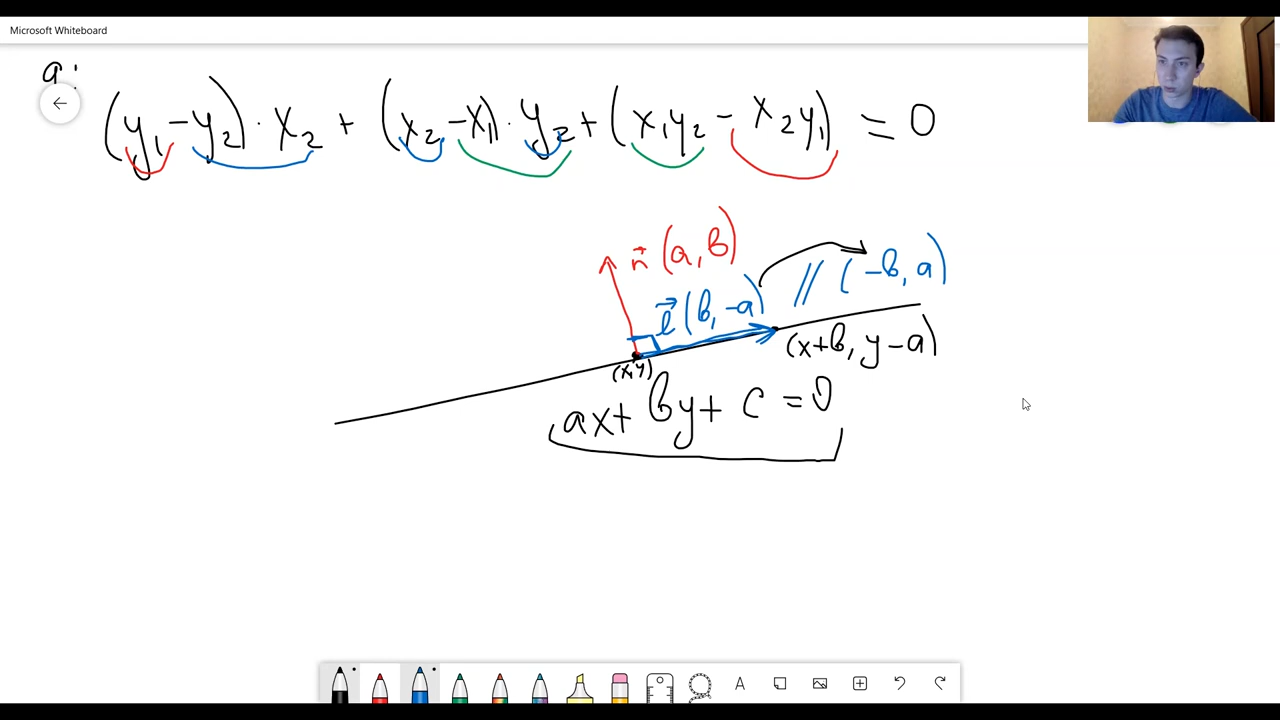 Microsoft Whiteboard
a:
(y₁ - y₂) · x₂ + (x₂ - x₁) · y₂ + (x₁y₂ - x₂y₁) = 0
n⃗ (a, b)
l⃗ (b, -a) // (-b, a)
(x+b, y-a)
(x,y)
ax + by + c = 0
A